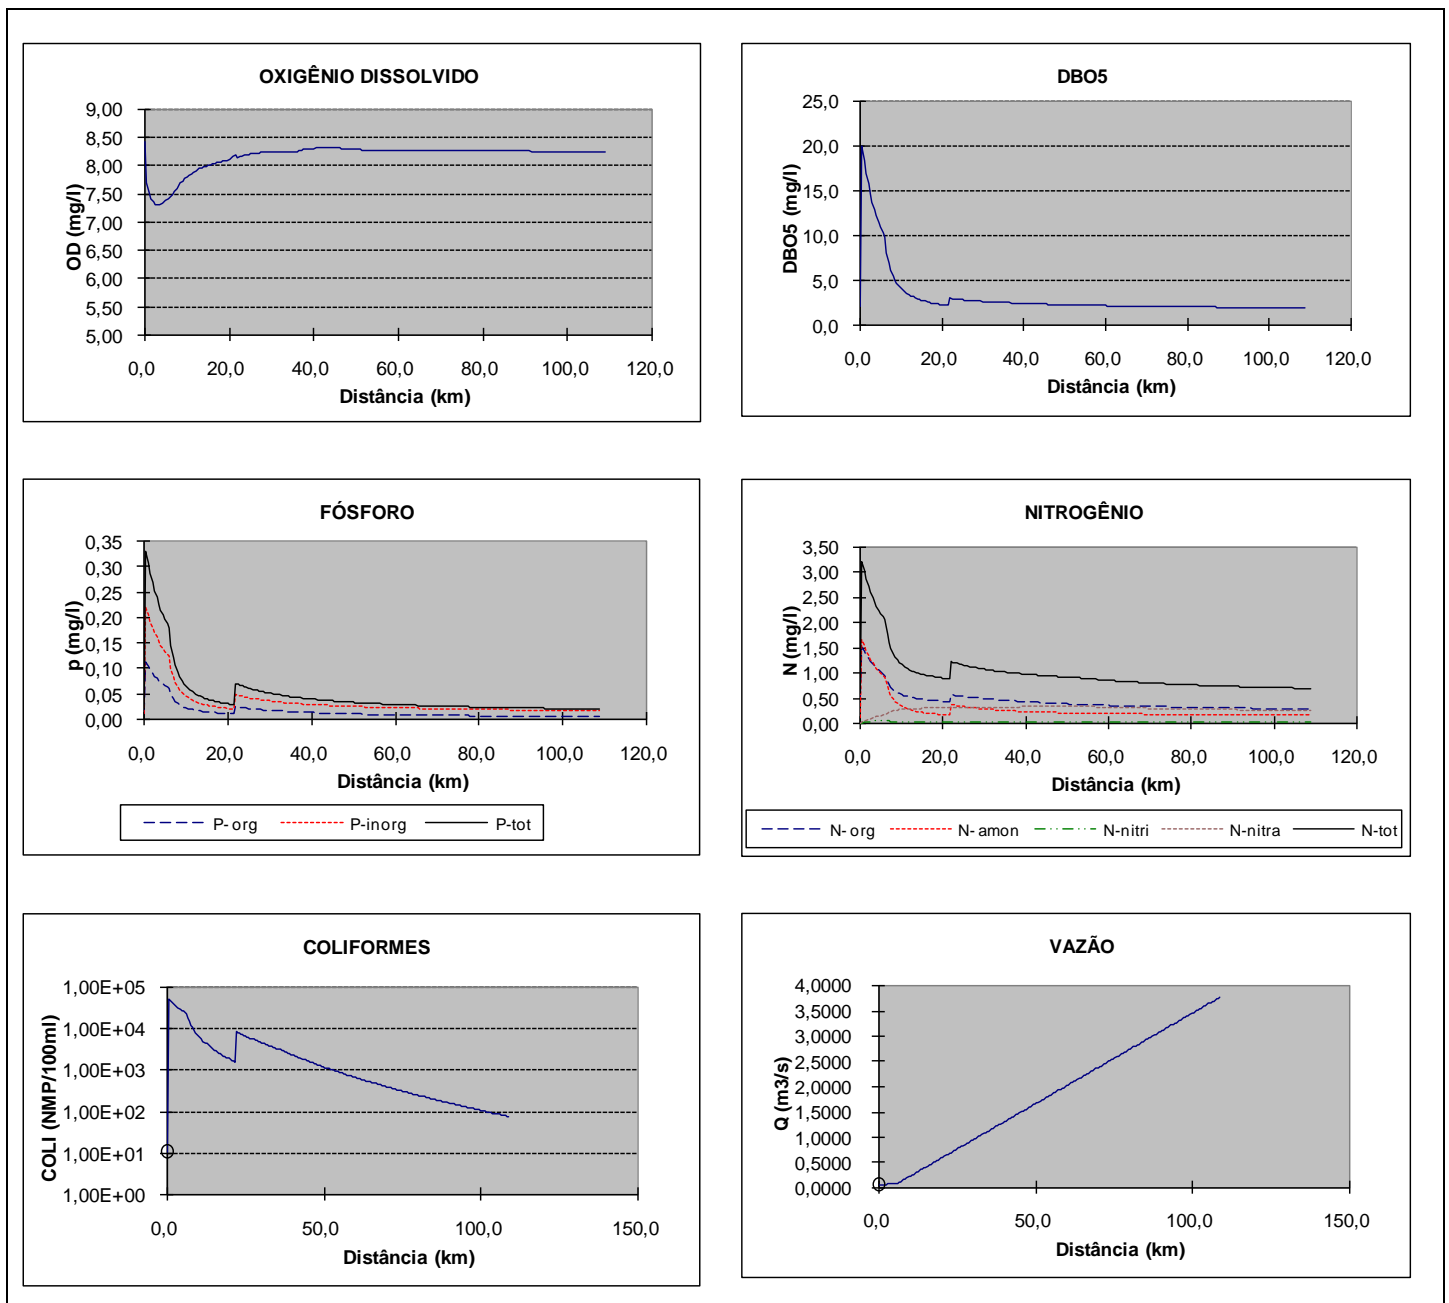 OXIGÊNIO DISSOLVIDO
9,00
8,50
8,00
7,50
7,00
6,50
6,00
5,50
5,00
OD (mg/l)
0,0 20,0 40,0 60,0 80,0 100,0 120,0
Distância (km)
DBO5
25,0
20,0
15,0
10,0
5,0
0,0
DBO5 (mg/l)
0,0 20,0 40,0 60,0 80,0 100,0 120,0
Distância (km)
FÓSFORO
0,35
0,30
0,25
0,20
0,15
0,10
0,05
0,00
p (mg/l)
0,0 20,0 40,0 60,0 80,0 100,0 120,0
Distância (km)
P-org P-inorg P-tot
NITROGÊNIO
3,50
3,00
2,50
2,00
1,50
1,00
0,50
0,00
N (mg/l)
0,0 20,0 40,0 60,0 80,0 100,0 120,0
Distância (km)
N-org N-amon N-nitri N-nitra N-tot
COLIFORMES
1,00E+05
1,00E+04
1,00E+03
1,00E+02
1,00E+01
1,00E+00
COLI (NMP/100ml)
0,0 50,0 100,0 150,0
Distância (km)
VAZÃO
4,0000
3,5000
3,0000
2,5000
2,0000
1,5000
1,0000
0,5000
0,0000
Q (m3/s)
0,0 50,0 100,0 150,0
Distância (km)